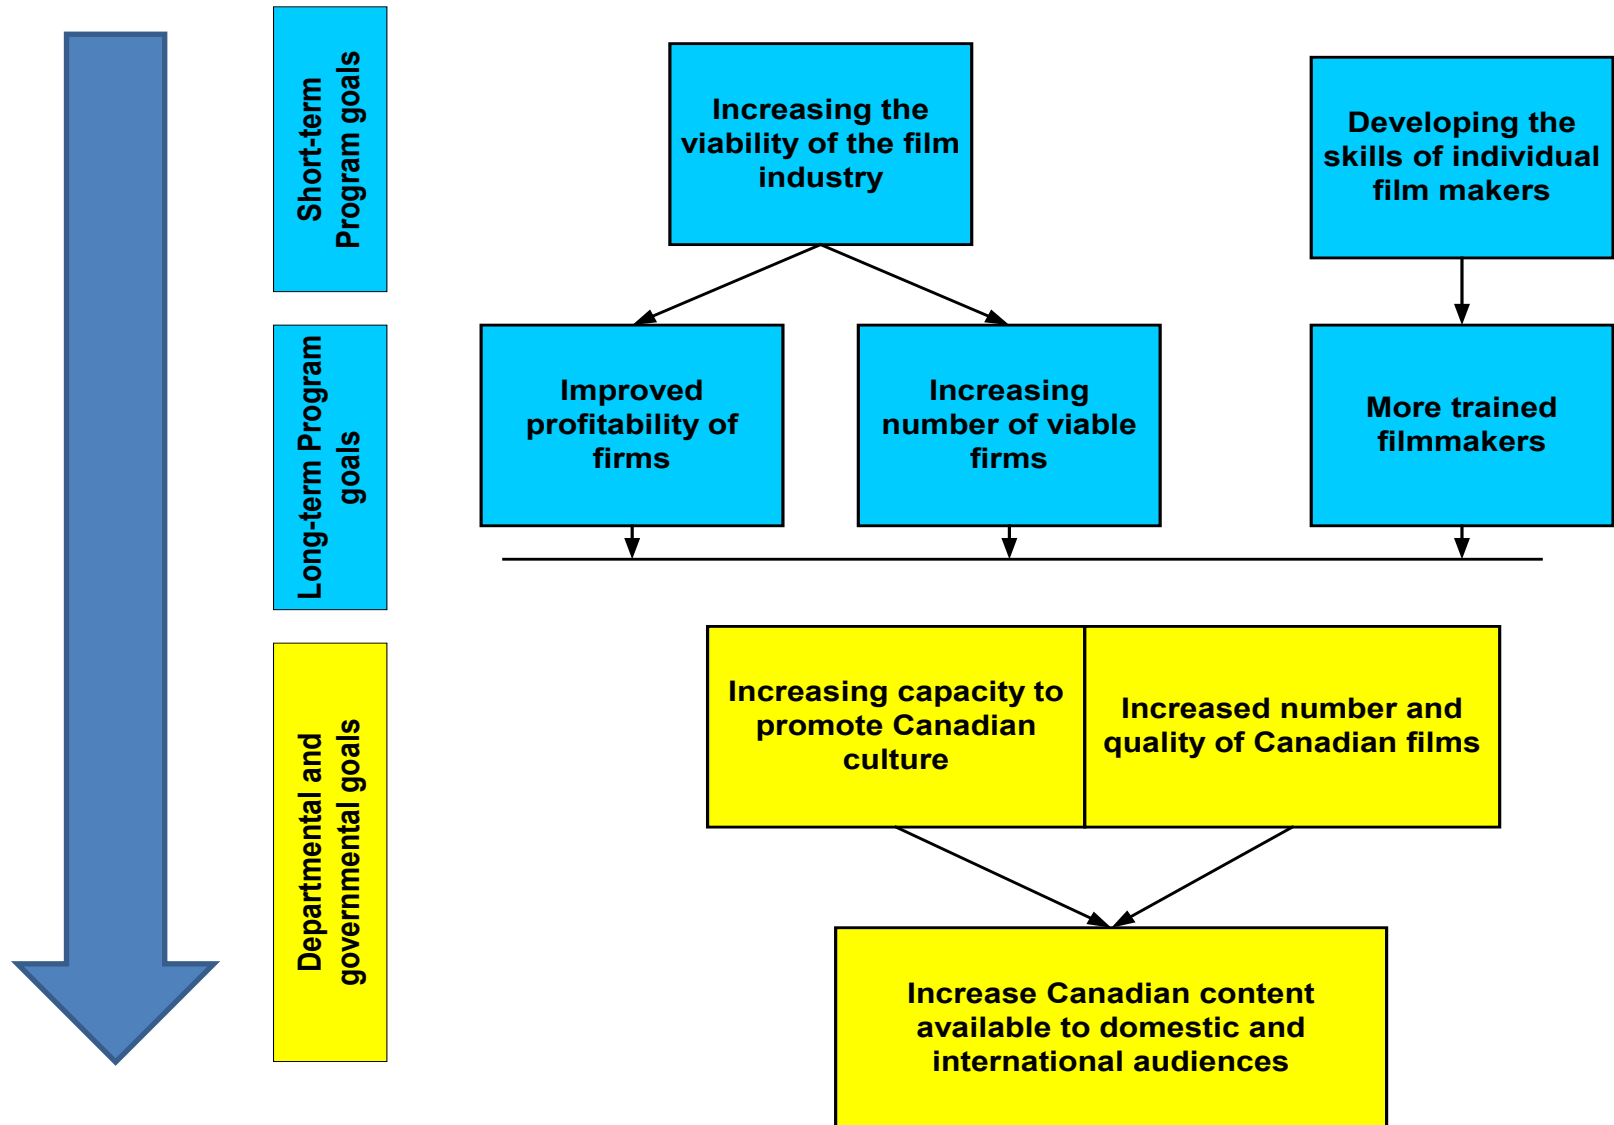 Short-term
Program goals
Increasing the
viability of the film
industry
Developing the
skills of individual
film makers
Long-term Program
goals
Improved
profitability of
firms
Increasing
number of viable
firms
More trained
filmmakers
Departmental and
governmental goals
Increasing capacity to
promote Canadian
culture
Increased number and
quality of Canadian films
Increase Canadian content
available to domestic and
international audiences